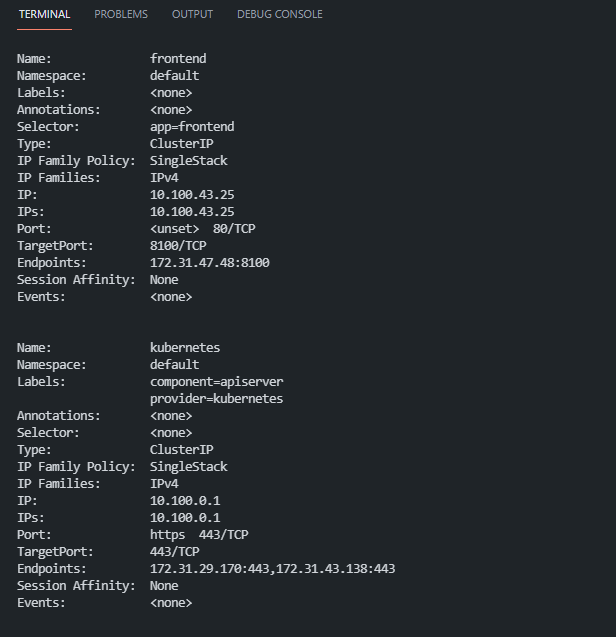 TERMINAL PROBLEMS OUTPUT DEBUG CONSOLE
Name: frontend
Namespace: default
Labels: <none>
Annotations: <none>
Selector: app=frontend
Type: ClusterIP
IP Family Policy: SingleStack
IP Families: IPv4
IP: 10.100.43.25
IPs: 10.100.43.25
Port: <unset> 80/TCP
TargetPort: 8100/TCP
Endpoints: 172.31.47.48:8100
Session Affinity: None
Events: <none>
Name: kubernetes
Namespace: default
Labels: component=apiserver
provider=kubernetes
Annotations: <none>
Selector: <none>
Type: ClusterIP
IP Family Policy: SingleStack
IP Families: IPv4
IP: 10.100.0.1
IPs: 10.100.0.1
Port: https 443/TCP
TargetPort: 443/TCP
Endpoints: 172.31.29.170:443,172.31.43.138:443
Session Affinity: None
Events: <none>